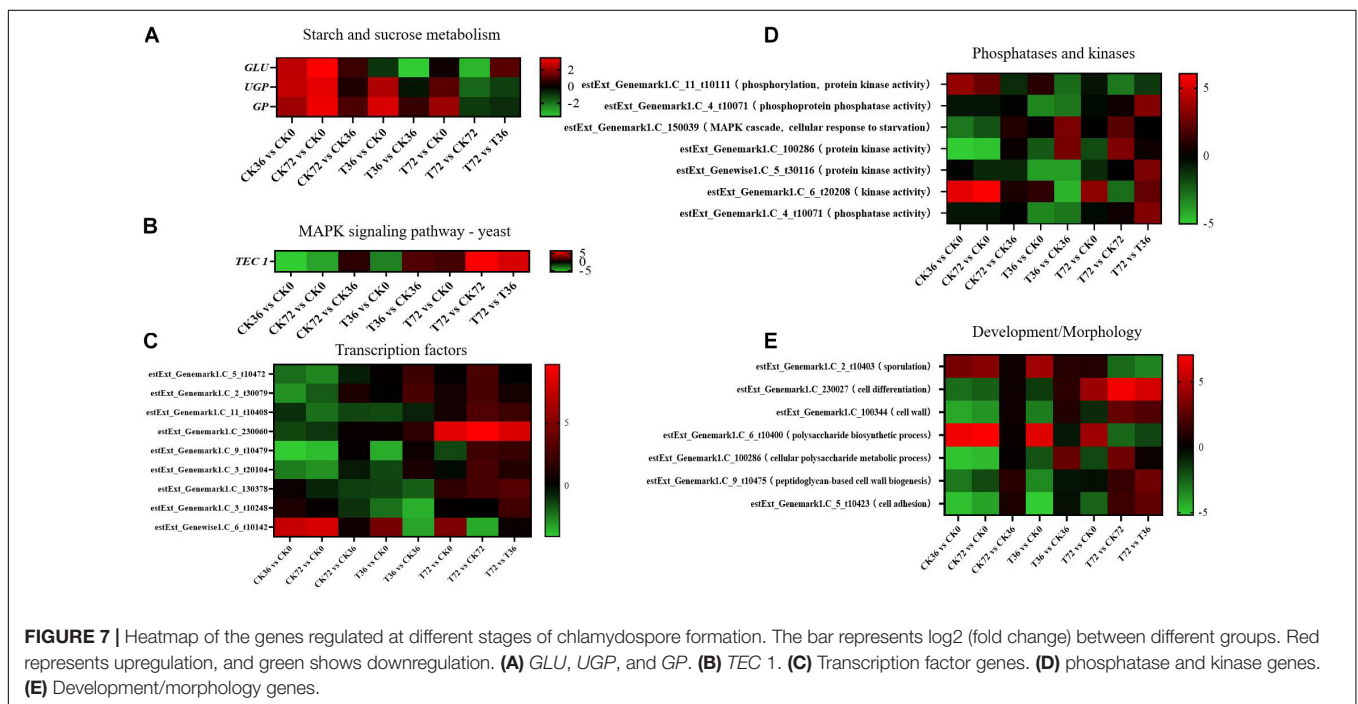 A
Starch and sucrose metabolism
GLU
UGP
GP
2
0
-2
CK36 vs CK0
CK72 vs CK0
CK72 vs CK36
T36 vs CK0
T36 vs CK36
T72 vs CK0
T72 vs CK72
T72 vs T36
B
MAPK signaling pathway - yeast
TEC 1
5
0
-5
CK36 vs CK0
CK72 vs CK0
CK72 vs CK36
T36 vs CK0
T36 vs CK36
T72 vs CK0
T72 vs CK72
T72 vs T36
C
Transcription factors
estExt_Genemark1.C_5_t10472
estExt_Genemark1.C_2_t30079
estExt_Genemark1.C_11_t10408
estExt_Genemark1.C_230060
estExt_Genemark1.C_9_t10479
estExt_Genemark1.C_3_t20104
estExt_Genemark1.C_130378
estExt_Genemark1.C_3_t10248
estExt_Genewise1.C_6_t10142
5
0
CK36 vs CK0
CK72 vs CK0
CK72 vs CK36
T36 vs CK0
T36 vs CK36
T72 vs CK0
T72 vs CK72
T72 vs T36
D
Phosphatases and kinases
estExt_Genemark1.C_11_t10111 ( phosphorylation, protein kinase activity)
estExt_Genemark1.C_4_t10071 ( phosphoprotein phosphatase activity)
estExt_Genemark1.C_150039 ( MAPK cascade, cellular response to starvation)
estExt_Genemark1.C_100286 ( protein kinase activity)
estExt_Genewise1.C_5_t30116 ( protein kinase activity)
estExt_Genemark1.C_6_t20208 ( kinase activity)
estExt_Genemark1.C_4_t10071 ( phosphatase activity)
5
0
-5
CK36 vs CK0
CK72 vs CK0
CK72 vs CK36
T36 vs CK0
T36 vs CK36
T72 vs CK0
T72 vs CK72
T72 vs T36
E
Development/Morphology
estExt_Genemark1.C_2_t10403 ( sporulation)
estExt_Genemark1.C_230027 ( cell differentiation)
estExt_Genemark1.C_100344 ( cell wall)
estExt_Genemark1.C_6_t10400 ( polysaccharide biosynthetic process)
estExt_Genemark1.C_100286 ( cellular polysaccharide metabolic process)
estExt_Genemark1.C_9_t10475 ( peptidoglycan-based cell wall biogenesis)
estExt_Genemark1.C_5_t10423 ( cell adhesion)
5
0
-5
CK36 vs CK0
CK72 vs CK0
CK72 vs CK36
T36 vs CK0
T36 vs CK36
T72 vs CK0
T72 vs CK72
T72 vs T36
FIGURE 7 | Heatmap of the genes regulated at different stages of chlamydospore formation. The bar represents log2 (fold change) between different groups. Red
represents upregulation, and green shows downregulation. (A) GLU, UGP, and GP. (B) TEC 1. (C) Transcription factor genes. (D) phosphatase and kinase genes.
(E) Development/morphology genes.